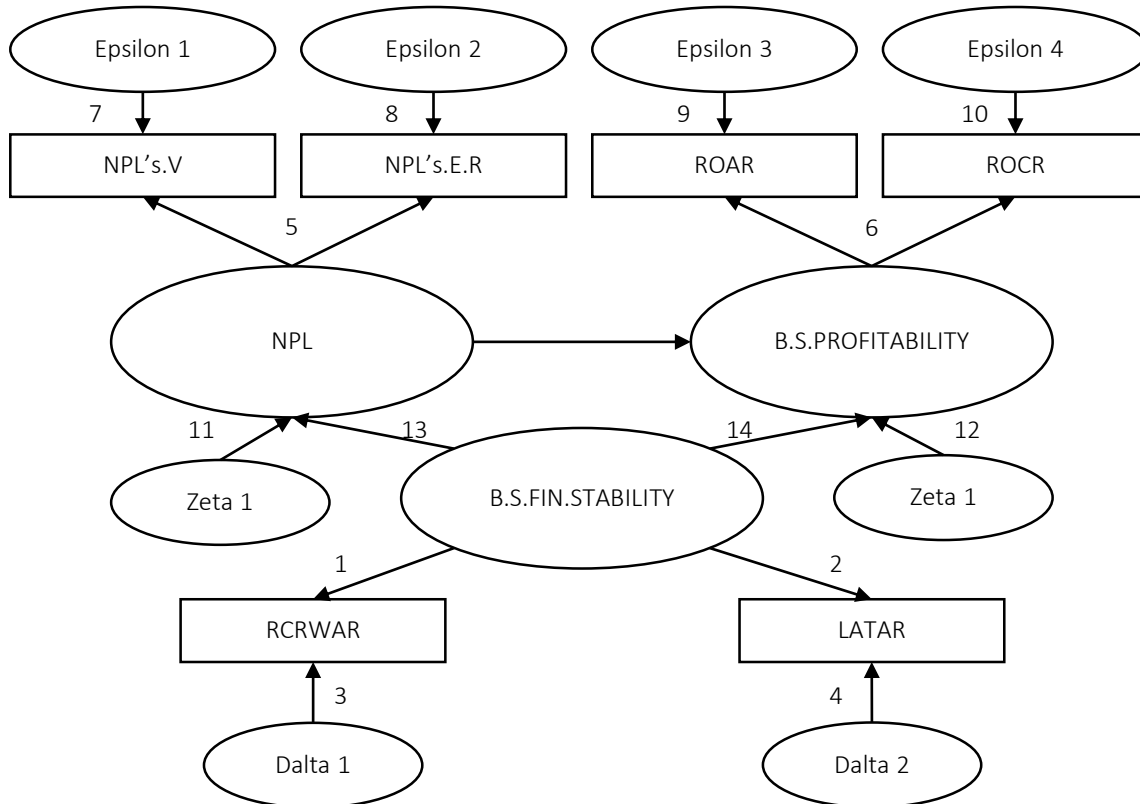 Epsilon 1
Epsilon 2
Epsilon 3
Epsilon 4
7
8
9
10
NPL's.V
NPL's.E.R
ROAR
ROCR
5
6
NPL
B.S.PROFITABILITY
11
13
14
12
Zeta 1
B.S.FIN.STABILITY
Zeta 1
1
2
RCRWAR
LATAR
3
4
Dalta 1
Dalta 2